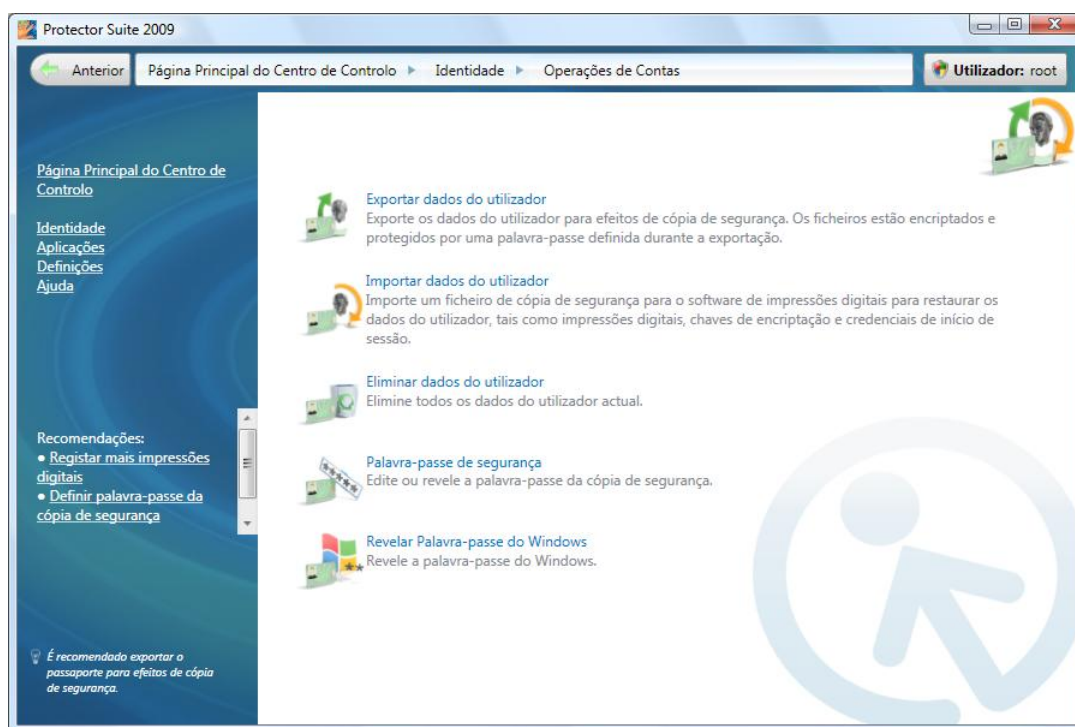 Protector Suite 2009
Anterior
Página Principal do Centro de Controlo
Identidade
Operações de Contas
Utilizador: root
Página Principal do Centro de
Controlo
Identidade
Aplicações
Definições
Ajuda
Recomendações:
• Registar mais impressões
digitais
• Definir palavra-passe da
cópia de segurança
É recomendado exportar o
passaporte para efeitos de cópia
de segurança.
Exportar dados do utilizador
Exporte os dados do utilizador para efeitos de cópia de segurança. Os ficheiros estão encriptados e
protegidos por uma palavra-passe definida durante a exportação.
Importar dados do utilizador
Importe um ficheiro de cópia de segurança para o software de impressões digitais para restaurar os
dados do utilizador, tais como impressões digitais, chaves de encriptação e credenciais de início de
sessão.
Eliminar dados do utilizador
Elimine todos os dados do utilizador actual.
Palavra-passe de segurança
Edite ou revele a palavra-passe da cópia de segurança.
Revelar Palavra-passe do Windows
Revele a palavra-passe do Windows.